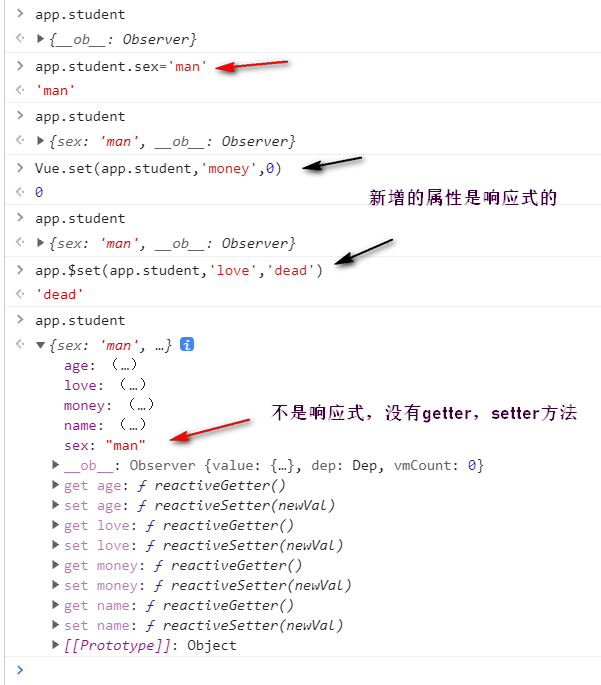 app.student
{__ob__: Observer}
app.student.sex='man'
'man'
app.student
{sex: 'man', __ob__: Observer}
Vue.set(app.student,'money',0)
0
新增的属性是响应式的
app.student
{sex: 'man', __ob__: Observer}
app.$set(app.student,'love','dead')
'dead'
app.student
{sex: 'man', …}
age: (…)
love: (…)
money: (…)
name: (…)
sex: "man"
不是响应式，没有getter，setter方法
__ob__: Observer {value: {…}, dep: Dep, vmCount: 0}
get age: ƒ reactiveGetter()
set age: ƒ reactiveSetter(newVal)
get love: ƒ reactiveGetter()
set love: ƒ reactiveSetter(newVal)
get money: ƒ reactiveGetter()
set money: ƒ reactiveSetter(newVal)
get name: ƒ reactiveGetter()
set name: ƒ reactiveSetter(newVal)
[[Prototype]]: Object